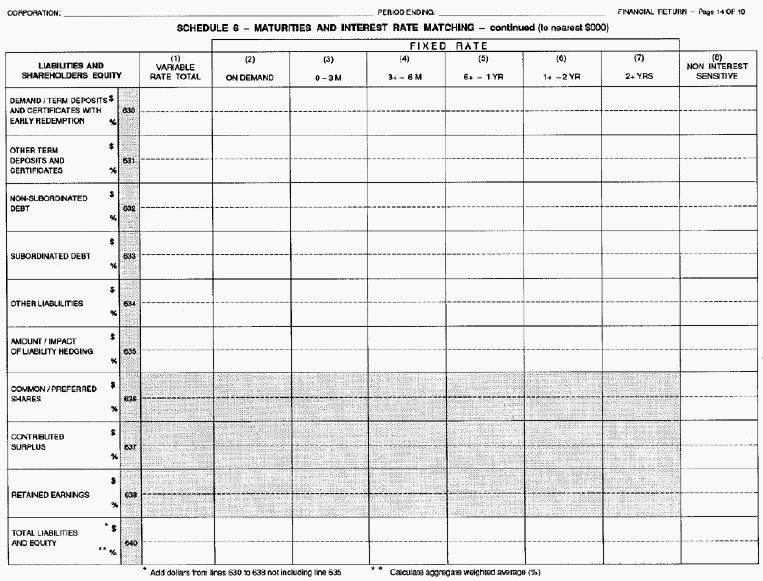 CORPORATION: PERIOD ENDING: FINANCIAL RETURN - Page 14 OF 19
SCHEDULE 6 - MATURITIES AND INTEREST RATE MATCHING - continued (to nearest $000)
FIXED RATE
LIABILITIES AND
SHAREHOLDERS EQUITY
(1)
VARIABLE
RATE TOTAL
(2)
ON DEMAND
(3)
0 - 3 M
(4)
3+ - 6 M
(5)
6+ - 1 YR
(6)
1+ - 2 YR
(7)
2+ YRS
(8)
NON INTEREST
SENSITIVE
DEMAND / TERM DEPOSITS $
AND CERTIFICATES WITH 630
EARLY REDEMPTION %
OTHER TERM $
DEPOSITS AND 631
CERTIFICATES %
NON-SUBORDINATED $
DEBT 632
%
$
SUBORDINATED DEBT 633
%
$
OTHER LIABLILITIES 634
%
AMOUNT / IMPACT $
OF LIABILITY HEDGING 635
%
COMMON / PREFERRED $
SHARES 636
%
CONTRIBUTED $
SURPLUS 637
%
$
RETAINED EARNINGS 638
%
TOTAL LIABILITIES * $
AND EQUITY 640
** %
* Add dollars from lines 630 to 638 not including line 635 ** Calculate aggregate weighted average (%)